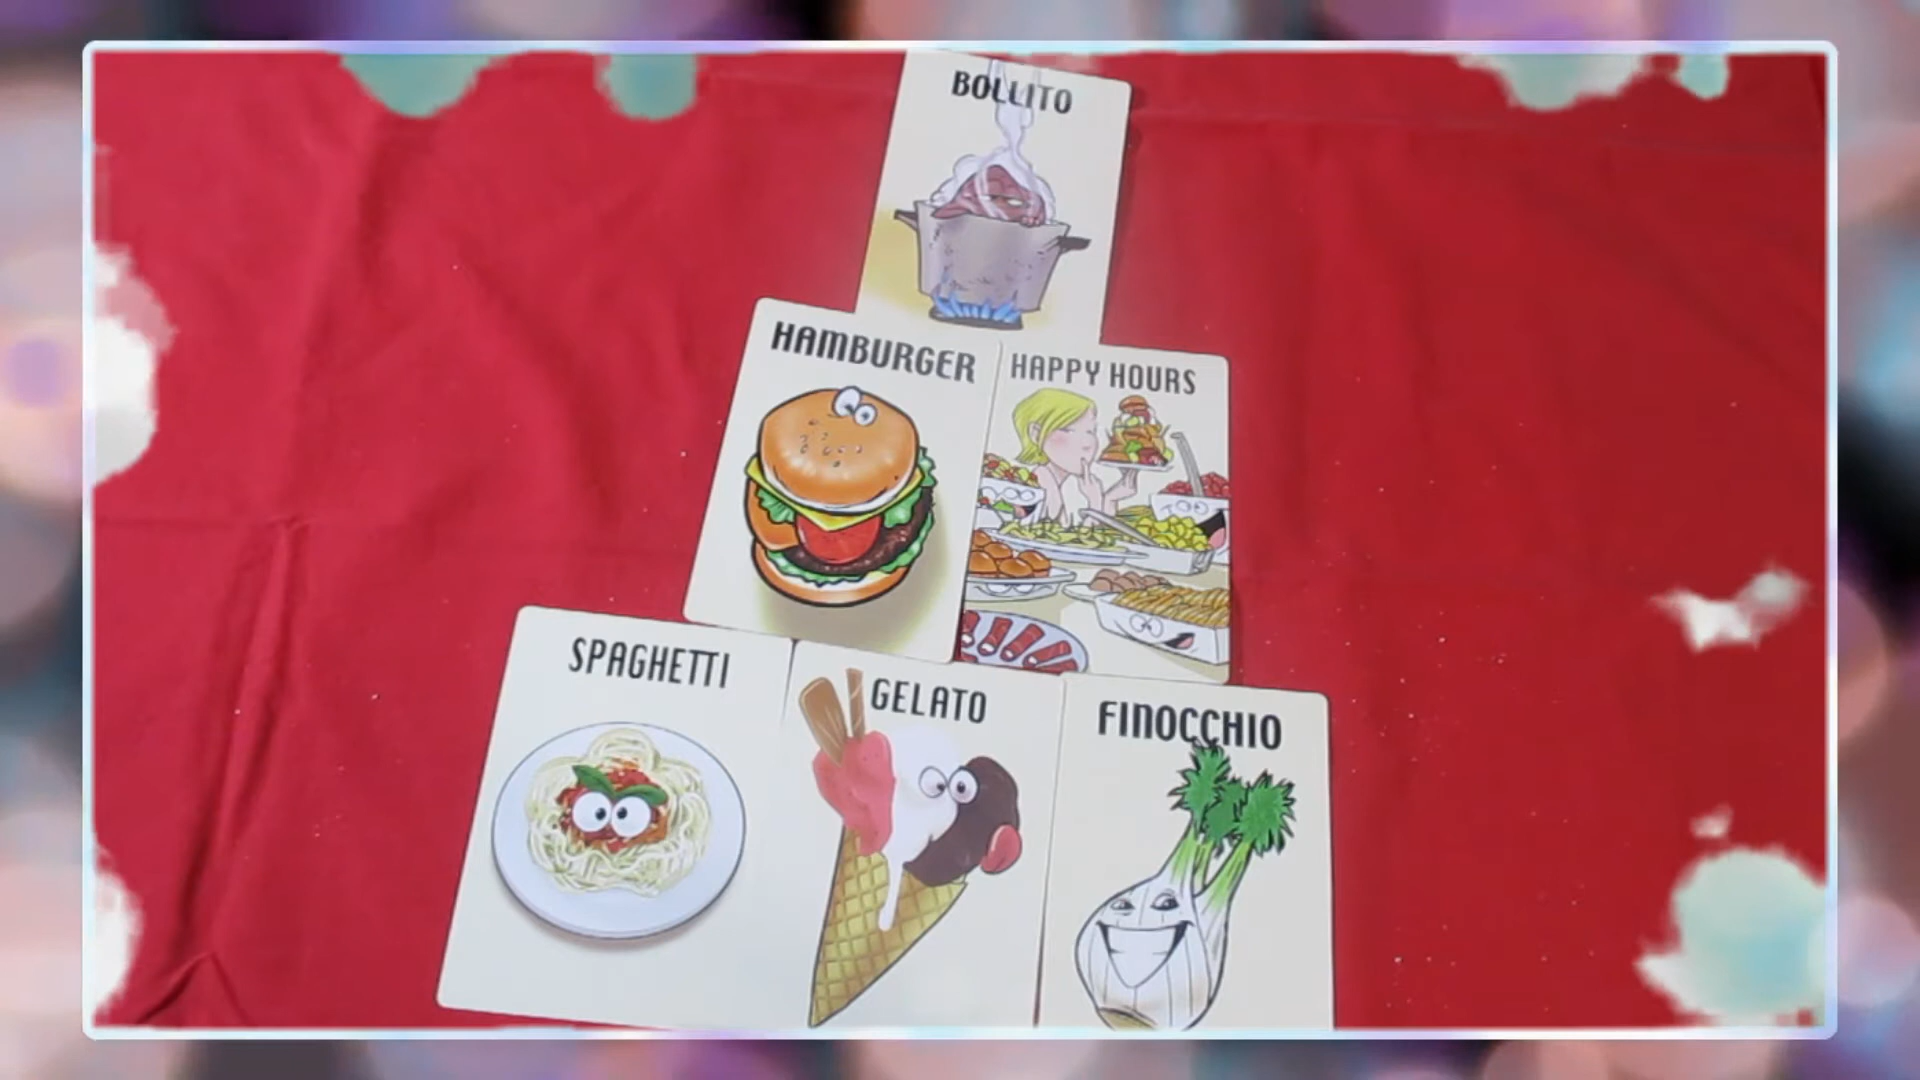 BOLLITO
HAMBURGER
HAPPY HOURS
SPAGHETTI
GELATO
FINOCCHIO